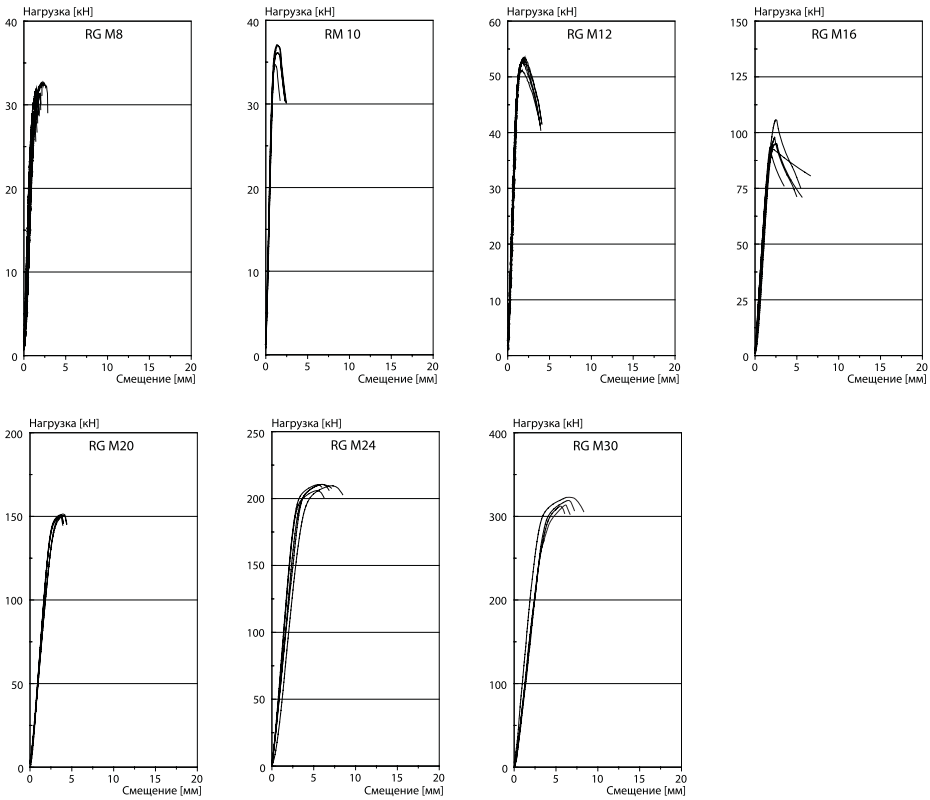 Нагрузка [кН]
RG M8
40
30
20
10
0
0 5 10 15 20
Смещение [мм]
Нагрузка [кН]
RM 10
40
30
20
10
0
0 5 10 15 20
Смещение [мм]
Нагрузка [кН]
RG M12
60
50
40
30
20
10
0
0 5 10 15 20
Смещение [мм]
Нагрузка [кН]
RG M16
150
125
100
75
50
25
0
0 5 10 15 20
Смещение [мм]
Нагрузка [кН]
RG M20
200
150
100
50
0
0 5 10 15 20
Смещение [мм]
Нагрузка [кН]
RG M24
250
200
150
100
50
0
0 5 10 15 20
Смещение [мм]
Нагрузка [кН]
RG M30
400
300
200
100
0
0 5 10 15 20
Смещение [мм]